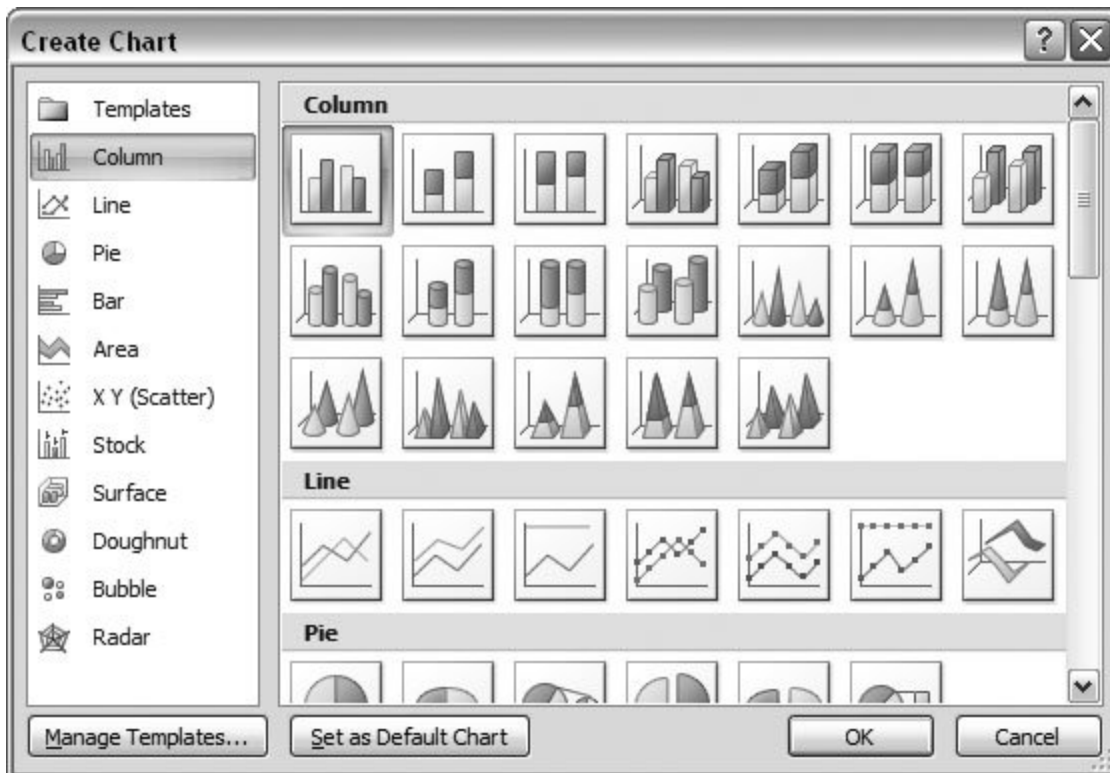 Create Chart
Templates
Column
Line
Pie
Bar
Area
X Y (Scatter)
Stock
Surface
Doughnut
Bubble
Radar
Column
Line
Pie
Manage Templates...
Set as Default Chart
OK
Cancel